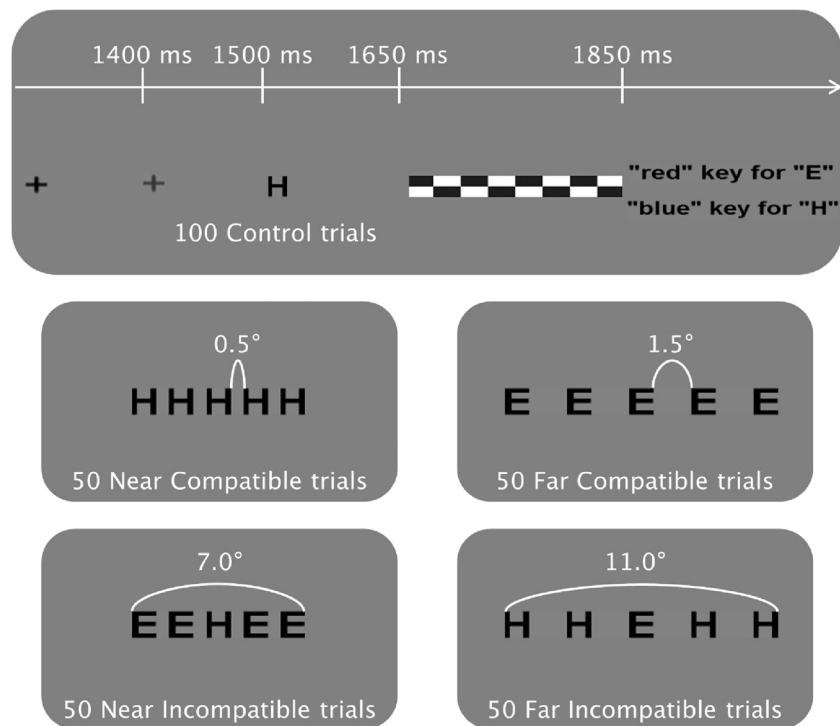 1400 ms 1500 ms 1650 ms 1850 ms
+ + H "red" key for "E"
"blue" key for "H"
100 Control trials
0.5°
HHHHH
50 Near Compatible trials
1.5°
E E E E E
50 Far Compatible trials
7.0°
EEHEE
50 Near Incompatible trials
11.0°
H H E H H
50 Far Incompatible trials